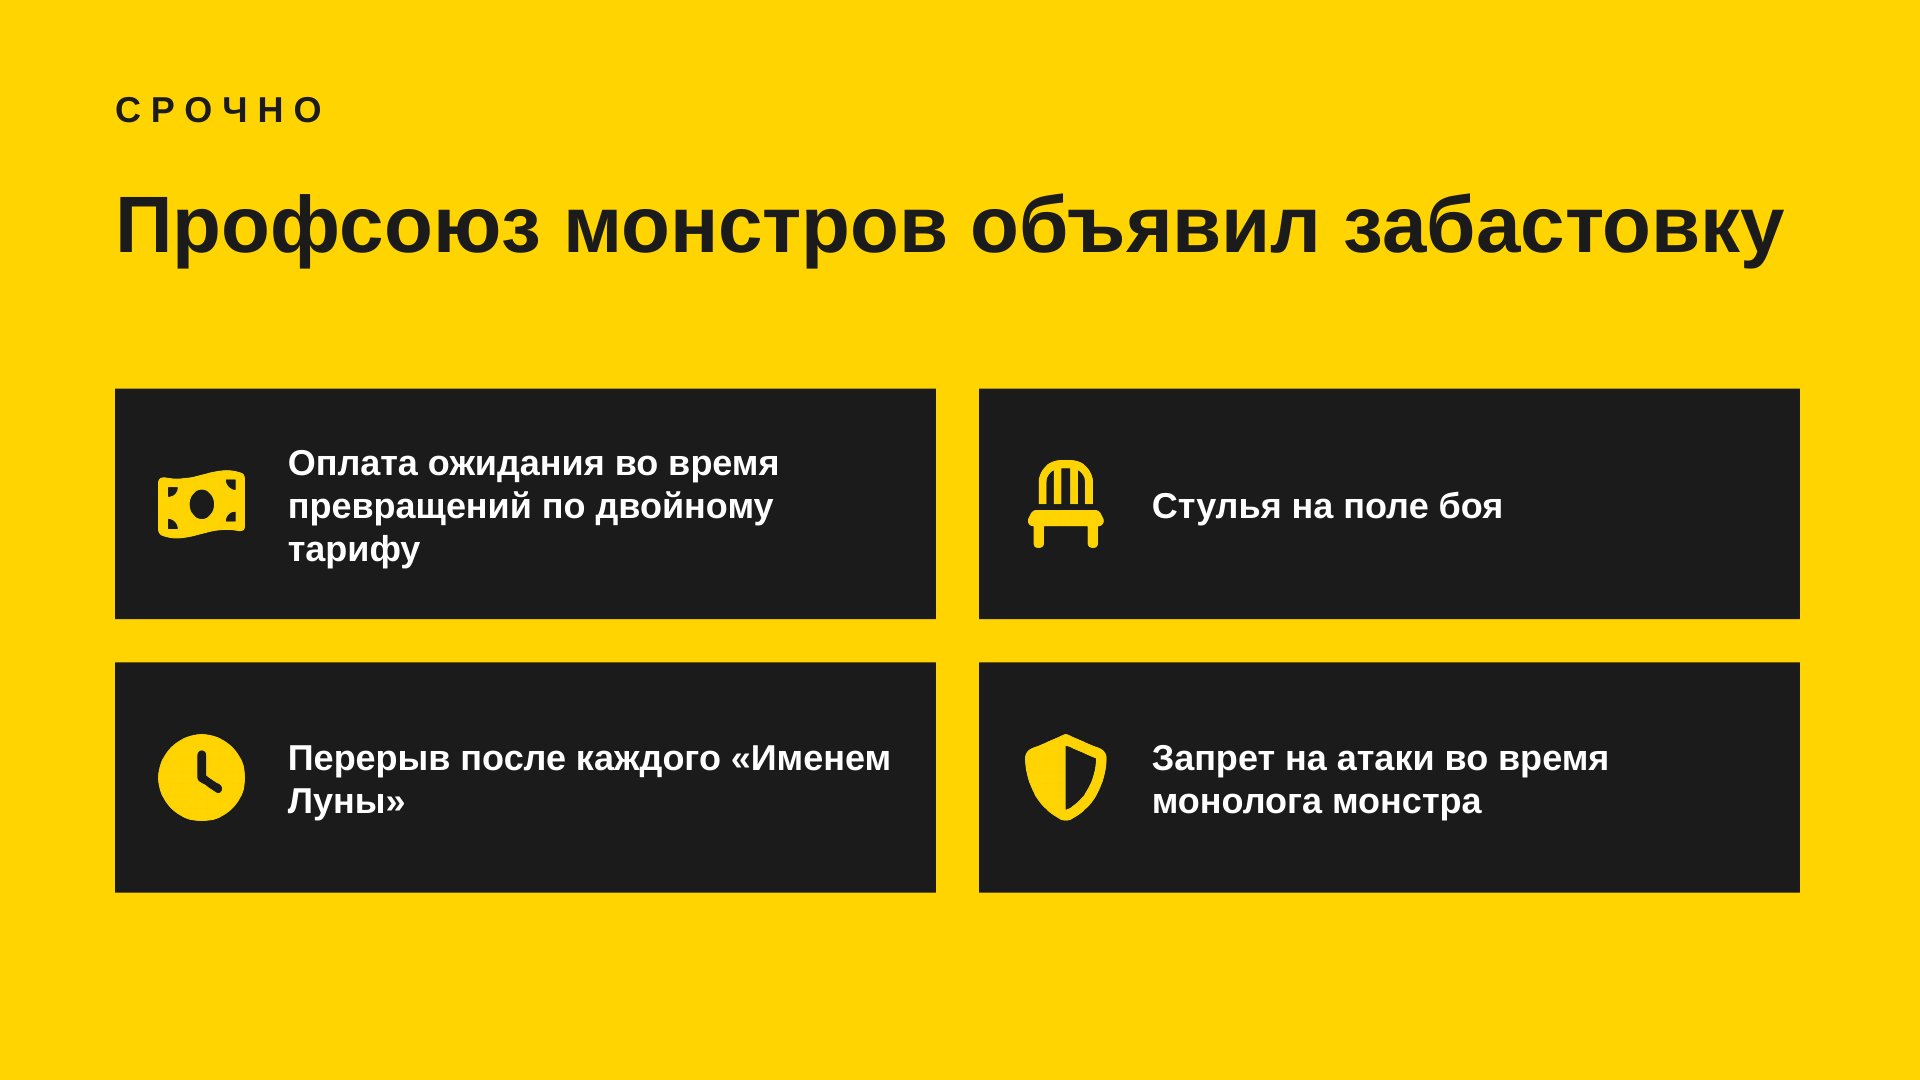 СРОЧНО
Профсоюз монстров объявил забастовку
Оплата ожидания во время
превращений по двойному
тарифу
Стулья на поле боя
Перерыв после каждого «Именем
Луны»
Запрет на атаки во время
монолога монстра